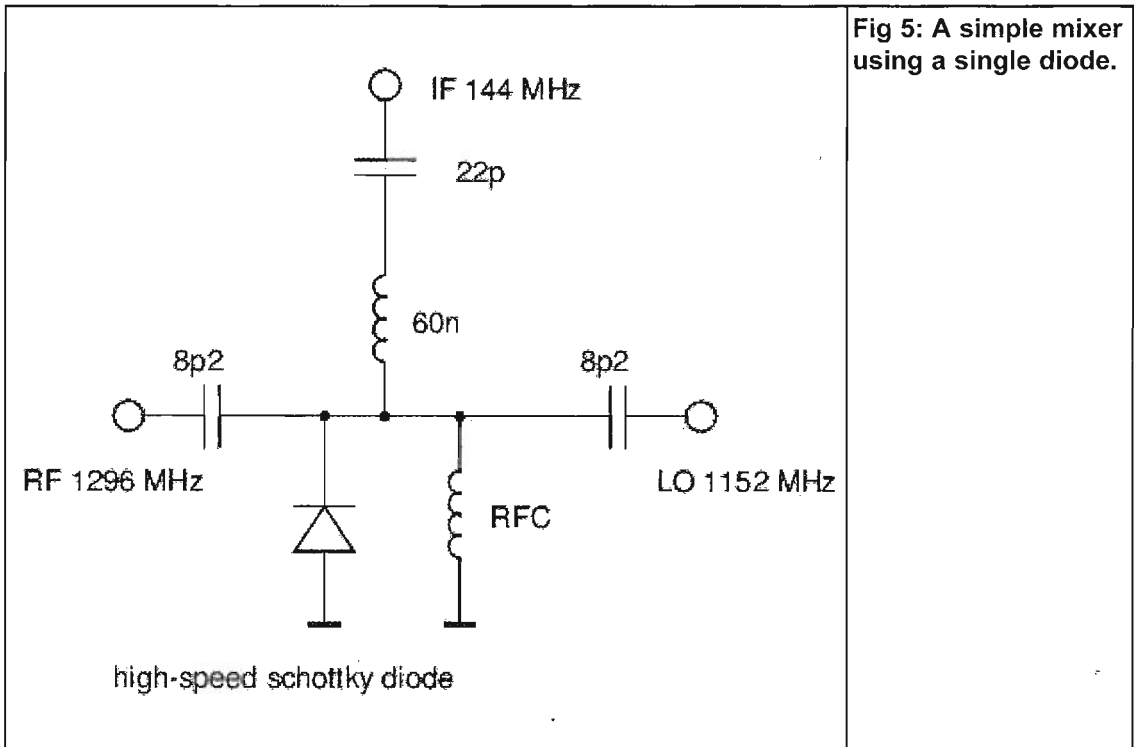 Fig 5: A simple mixer
using a single diode.
IF 144 MHz
22p
60n
8p2
8p2
RF 1296 MHz
LO 1152 MHz
RFC
high-speed schottky diode